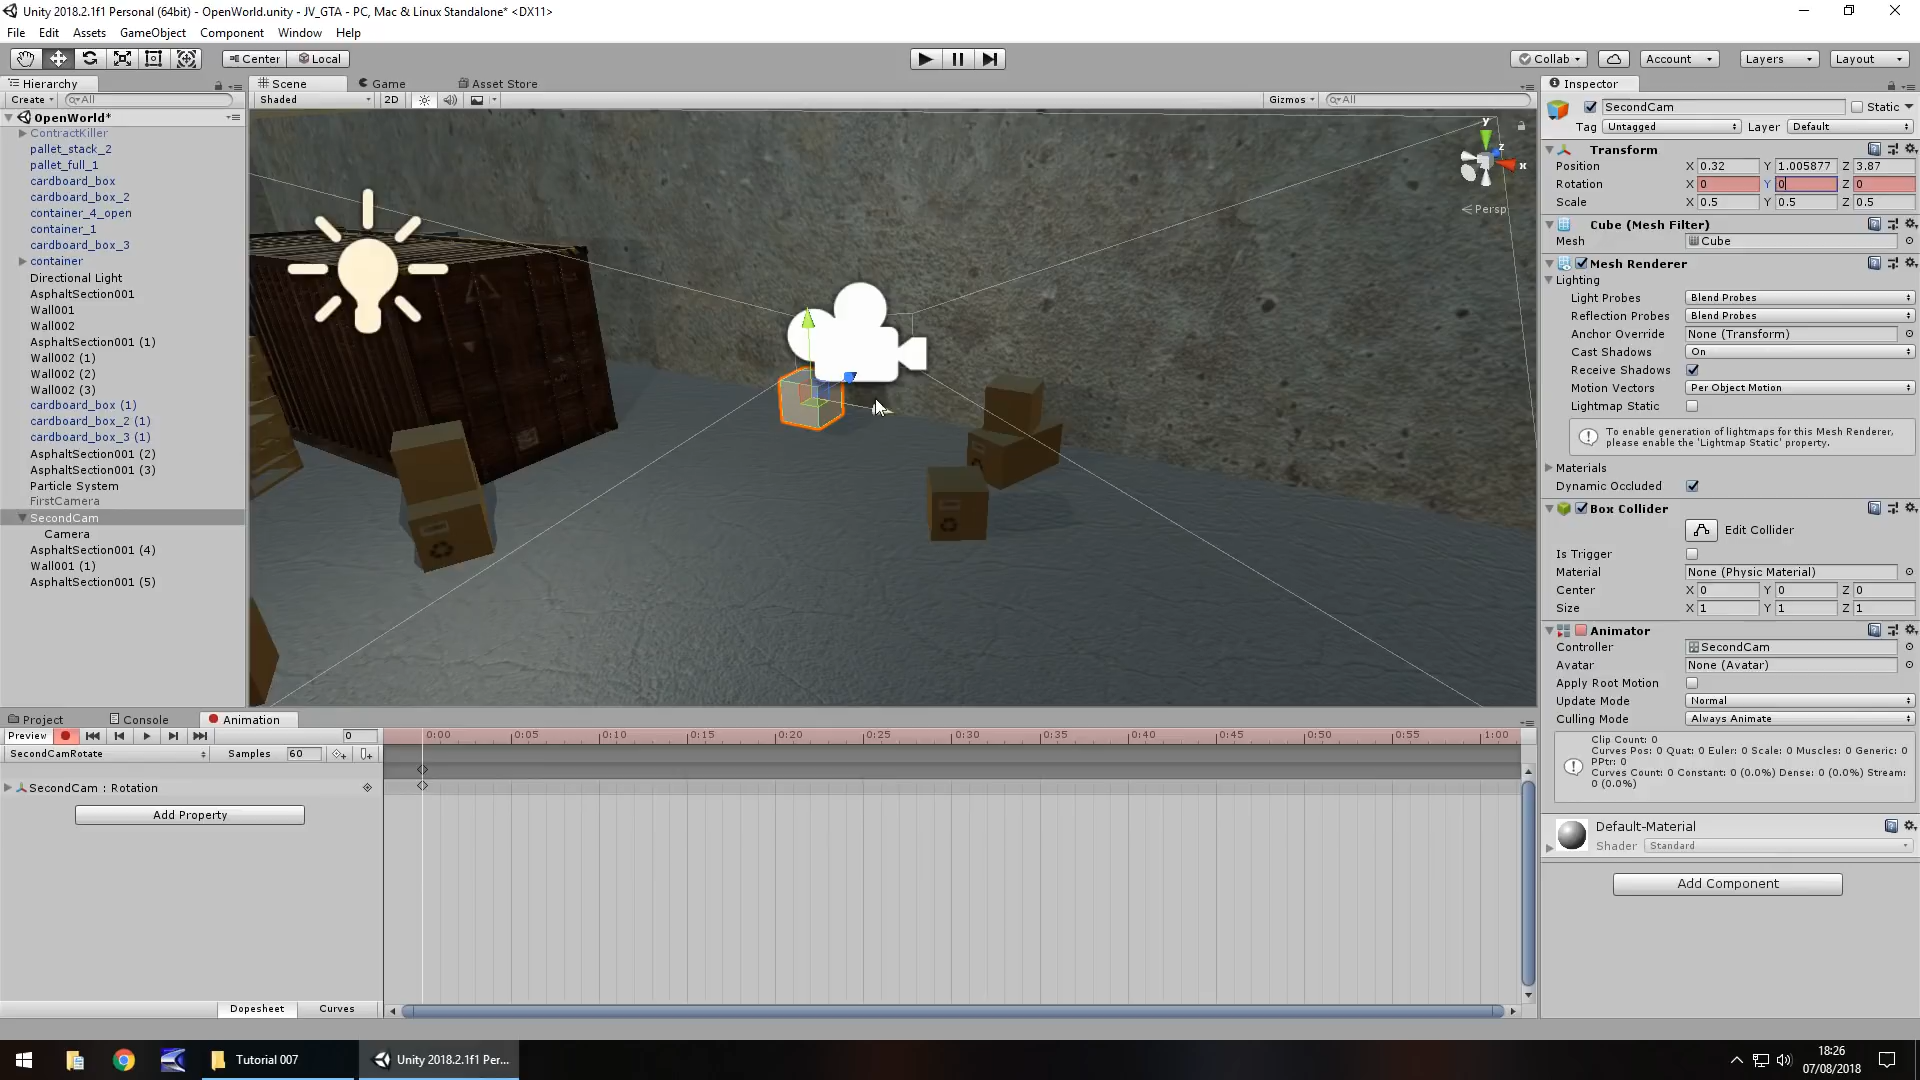 Unity 2018.2.1f1 Personal (64bit) - OpenWorld.unity - JV_GTA - PC, Mac & Linux Standalone* <DX11>
File Edit Assets GameObject Component Window Help
Center Local Collab Account Layers Layout
Hierarchy Scene Game Asset Store Inspector
Create All Shaded 2D Gizmos All
OpenWorld*
ContractKiller
pallet_stack_2
pallet_full_1
cardboard_box
cardboard_box_2
container_4_open
container_1
cardboard_box_3
container
Directional Light
AsphaltSection001
Wall001
Wall002
AsphaltSection001 (1)
Wall002 (1)
Wall002 (2)
Wall002 (3)
cardboard_box (1)
cardboard_box_2 (1)
cardboard_box_3 (1)
AsphaltSection001 (2)
AsphaltSection001 (3)
Particle System
FirstCamera
SecondCam
Camera
AsphaltSection001 (4)
Wall001 (1)
AsphaltSection001 (5)
y
z
x
Persp
SecondCam Static
Tag Untagged Layer Default
Transform
Position X 0.32 Y 1.005877 Z 3.87
Rotation X 0 Y 0 Z 0
Scale X 0.5 Y 0.5 Z 0.5
Cube (Mesh Filter)
Mesh Cube
Mesh Renderer
Lighting
Light Probes Blend Probes
Reflection Probes Blend Probes
Anchor Override None (Transform)
Cast Shadows On
Receive Shadows
Motion Vectors Per Object Motion
Lightmap Static
To enable generation of lightmaps for this Mesh Renderer,
please enable the 'Lightmap Static' property.
Materials
Dynamic Occluded
Box Collider
Edit Collider
Is Trigger
Material None (Physic Material)
Center X 0 Y 0 Z 0
Size X 1 Y 1 Z 1
Animator
Controller SecondCam
Avatar None (Avatar)
Apply Root Motion
Update Mode Normal
Culling Mode Always Animate
Clip Count: 0
Curves Pos: 0 Quat: 0 Euler: 0 Scale: 0 Muscles: 0 Generic: 0
PPtr: 0
Curves Count: 0 Constant: 0 (0.0%) Dense: 0 (0.0%) Stream:
0 (0.0%)
Default-Material
Shader Standard
Add Component
Project Console Animation
Preview 0 0:00 0:05 0:10 0:15 0:20 0:25 0:30 0:35 0:40 0:45 0:50 0:55 1:00
SecondCamRotate Samples 60
SecondCam : Rotation
Add Property
Dopesheet Curves
Tutorial 007 Unity 2018.2.1f1 Per... 18:26
07/08/2018